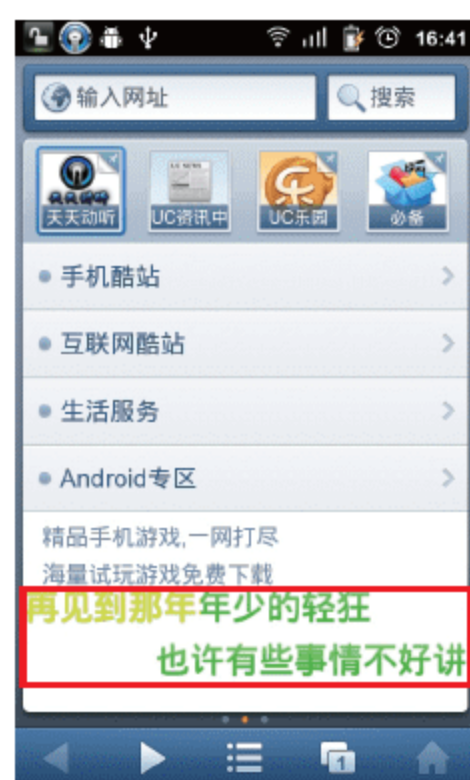 16:41
输入网址
搜索
天天动听
UC资讯中
UC乐园
必备
手机酷站
互联网酷站
生活服务
Android专区
精品手机游戏,一网打尽
海量试玩游戏免费下载
再见到那年年少的轻狂
也许有些事情不好讲
1